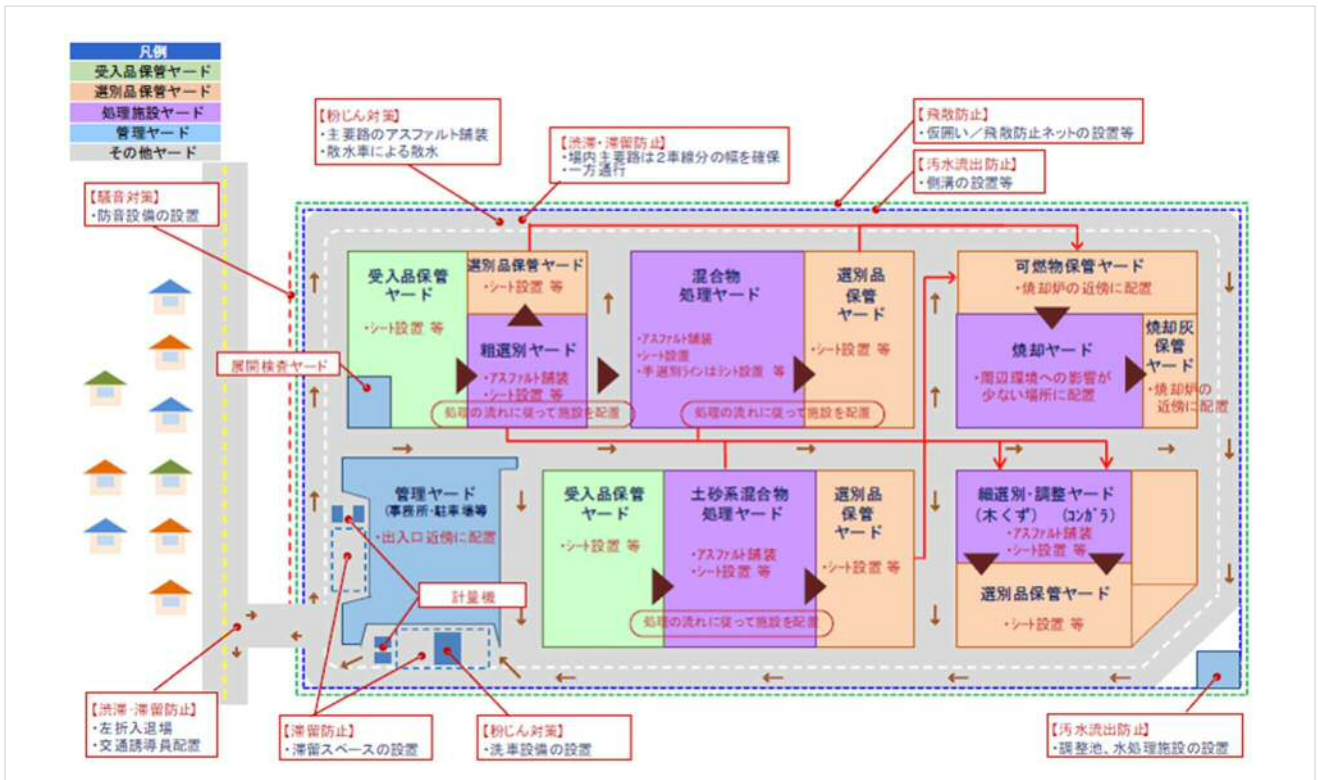 凡例
受入品保管ヤード
選別品保管ヤード
処理施設ヤード
管理ヤード
その他ヤード
【粉じん対策】
・主要路のアスファルト舗装
・散水車による散水
【渋滞・滞留防止】
・場内主要路は2車線分の幅を確保
・一方通行
【飛散防止】
・仮囲い／飛散防止ネットの設置等
【汚水流出防止】
・側溝の設置等
【騒音対策】
・防音設備の設置
受入品保管
ヤード
・シート設置 等
選別品保管ヤード
・シート設置 等
粗選別ヤード
・アスファルト舗装
・シート設置 等
処理の流れに従って施設を配置
展開検査ヤード
混合物
処理ヤード
・アスファルト舗装
・シート設置
・手選別ラインはテント設置 等
処理の流れに従って施設を配置
選別品
保管
ヤード
・シート設置 等
可燃物保管ヤード
・焼却炉の近傍に配置
焼却ヤード
・周辺環境への影響が
少ない場所に配置
焼却灰
保管
ヤード
・焼却炉の
近傍に配置
管理ヤード
(事務所・駐車場等
・出入口近傍に配置
計量機
受入品保管
ヤード
・シート設置 等
土砂系混合物
処理ヤード
・アスファルト舗装
・シート設置 等
処理の流れに従って施設を配置
選別品
保管
ヤード
・シート設置 等
細選別・調整ヤード
(木くず) (コンガラ)
・アスファルト舗装
・シート設置 等
選別品保管ヤード
・シート設置 等
【渋滞・滞留防止】
・左折入退場
・交通誘導員配置
【滞留防止】
・滞留スペースの設置
【粉じん対策】
・洗車設備の設置
【汚水流出防止】
・調整池、水処理施設の設置